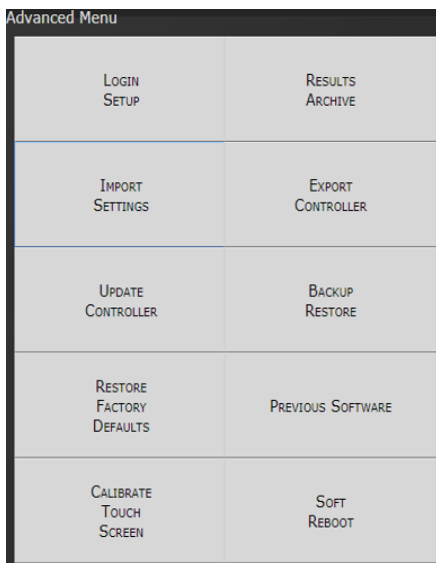 Advanced Menu
LOGIN
SETUP
RESULTS
ARCHIVE
IMPORT
SETTINGS
EXPORT
CONTROLLER
UPDATE
CONTROLLER
BACKUP
RESTORE
RESTORE
FACTORY
DEFAULTS
PREVIOUS SOFTWARE
CALIBRATE
TOUCH
SCREEN
SOFT
REBOOT